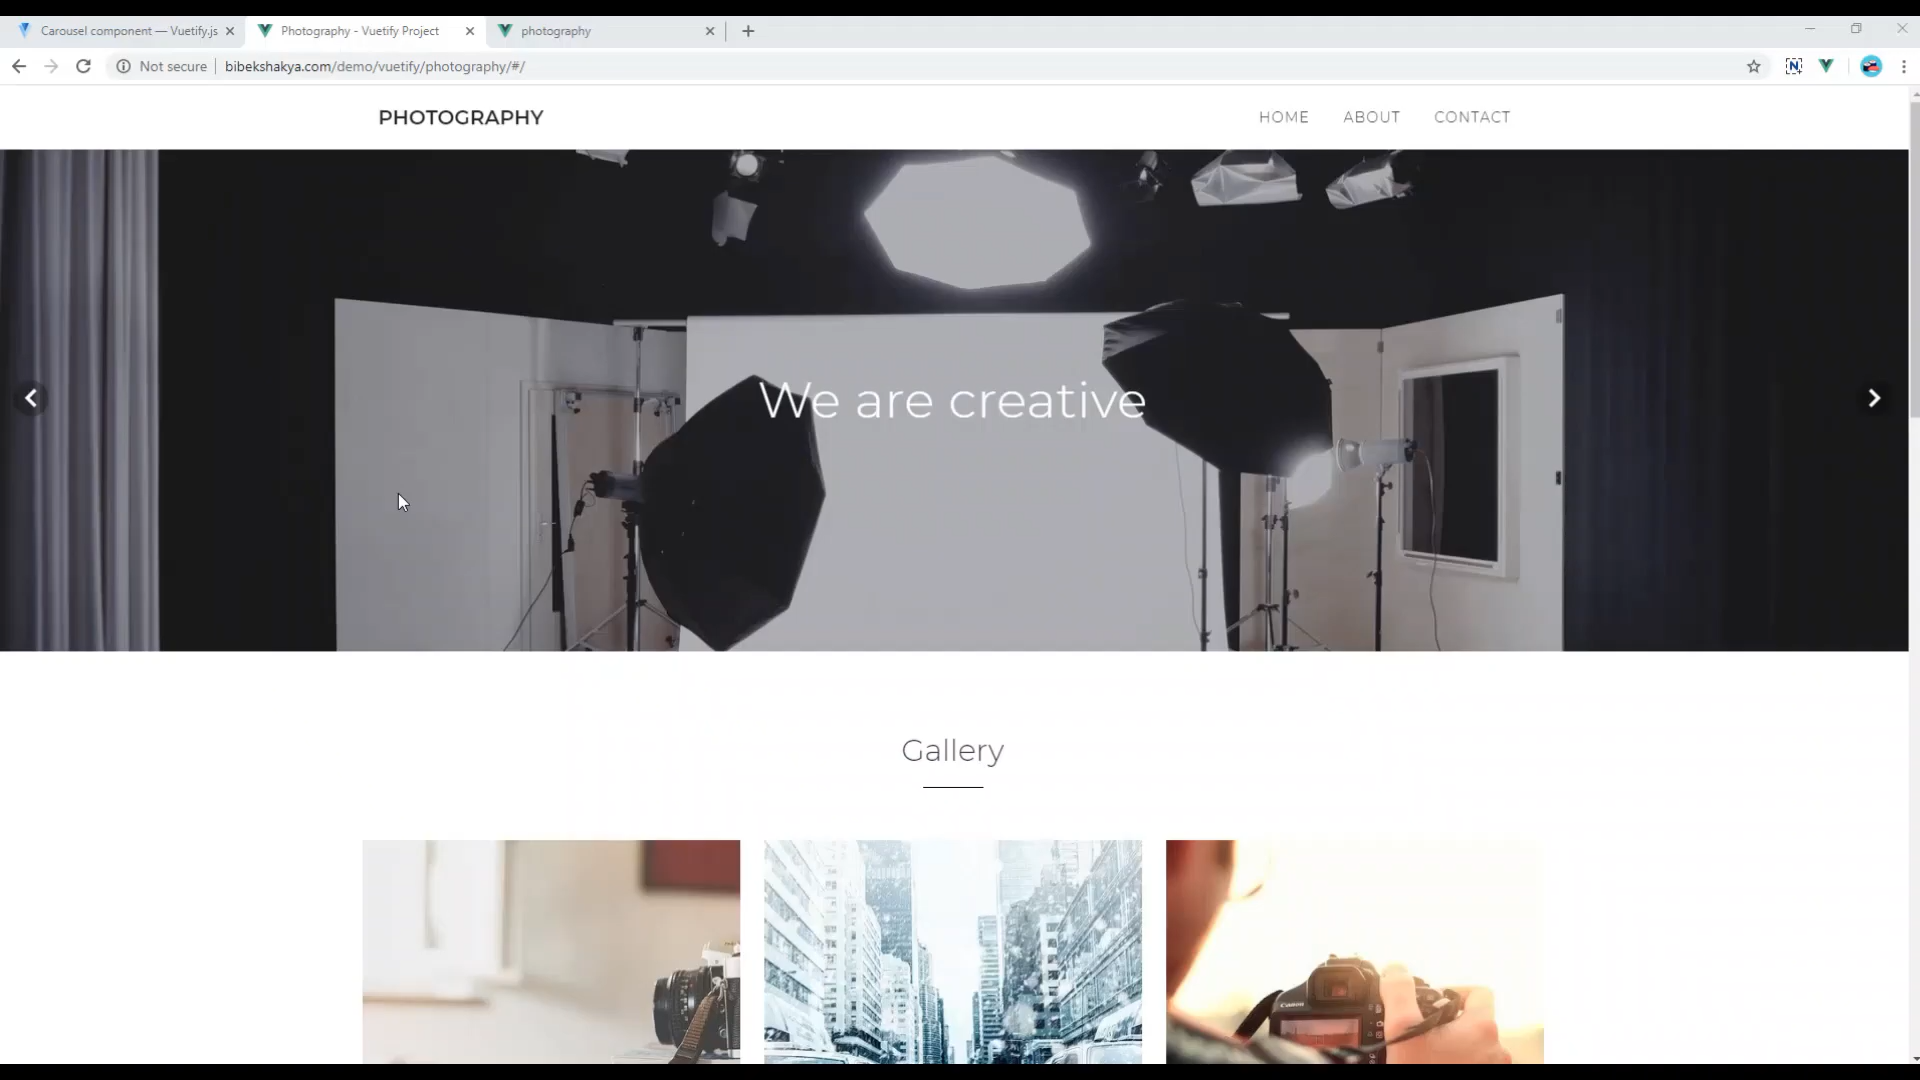 Carousel component — Vuetify.js
Photography - Vuetify Project
photography
Not secure
bibekshakya.com/demo/vuetify/photography/#/
PHOTOGRAPHY
HOME
ABOUT
CONTACT
We are creative
Gallery
Canon